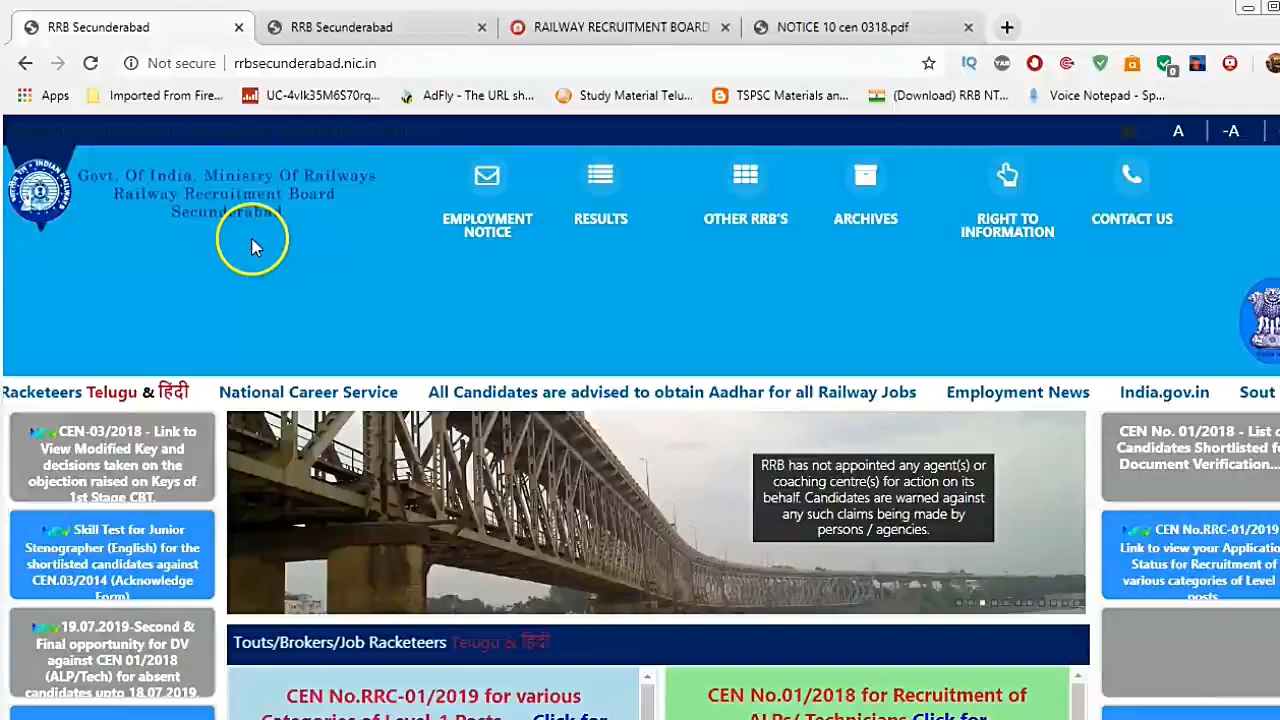 RRB Secunderabad
RRB Secunderabad
RAILWAY RECRUITMENT BOARD
NOTICE 10 cen 0318.pdf
Not secure
rrbsecunderabad.nic.in
Apps
Imported From Fire...
UC-4vlk35M6S70rq...
AdFly - The URL sh...
Study Material Telu...
TSPSC Materials an...
(Download) RRB NT...
Voice Notepad - Sp...
A
-A
Govt. Of India, Ministry Of Railways
Railway Recruitment Board
Secunderabad
EMPLOYMENT
NOTICE
RESULTS
OTHER RRB'S
ARCHIVES
RIGHT TO
INFORMATION
CONTACT US
Racketeers Telugu & हिंदी
National Career Service
All Candidates are advised to obtain Aadhar for all Railway Jobs
Employment News
India.gov.in
Sout
CEN-03/2018 - Link to
View Modified Key and
decisions taken on the
objection raised on Keys of
1st Stage CBT.
Skill Test for Junior
Stenographer (English) for the
shortlisted candidates against
CEN.03/2014 (Acknowledge
Form)
19.07.2019-Second &
Final opportunity for DV
against CEN 01/2018
(ALP/Tech) for absent
candidates upto 18.07.2019.
RRB has not appointed any agent(s) or
coaching centre(s) for action on its
behalf. Candidates are warned against
any such claims being made by
persons / agencies.
Touts/Brokers/Job Racketeers Telugu & हिंदी
CEN No.RRC-01/2019 for various
Categories of Level-1 Posts Click for
CEN No.01/2018 for Recruitment of
ALPs/ Technicians Click for
CEN No. 01/2018 - List o
Candidates Shortlisted f
Document Verification...
CEN No.RRC-01/2019
Link to view your Applicatio
Status for Recruitment of
various categories of Level
posts